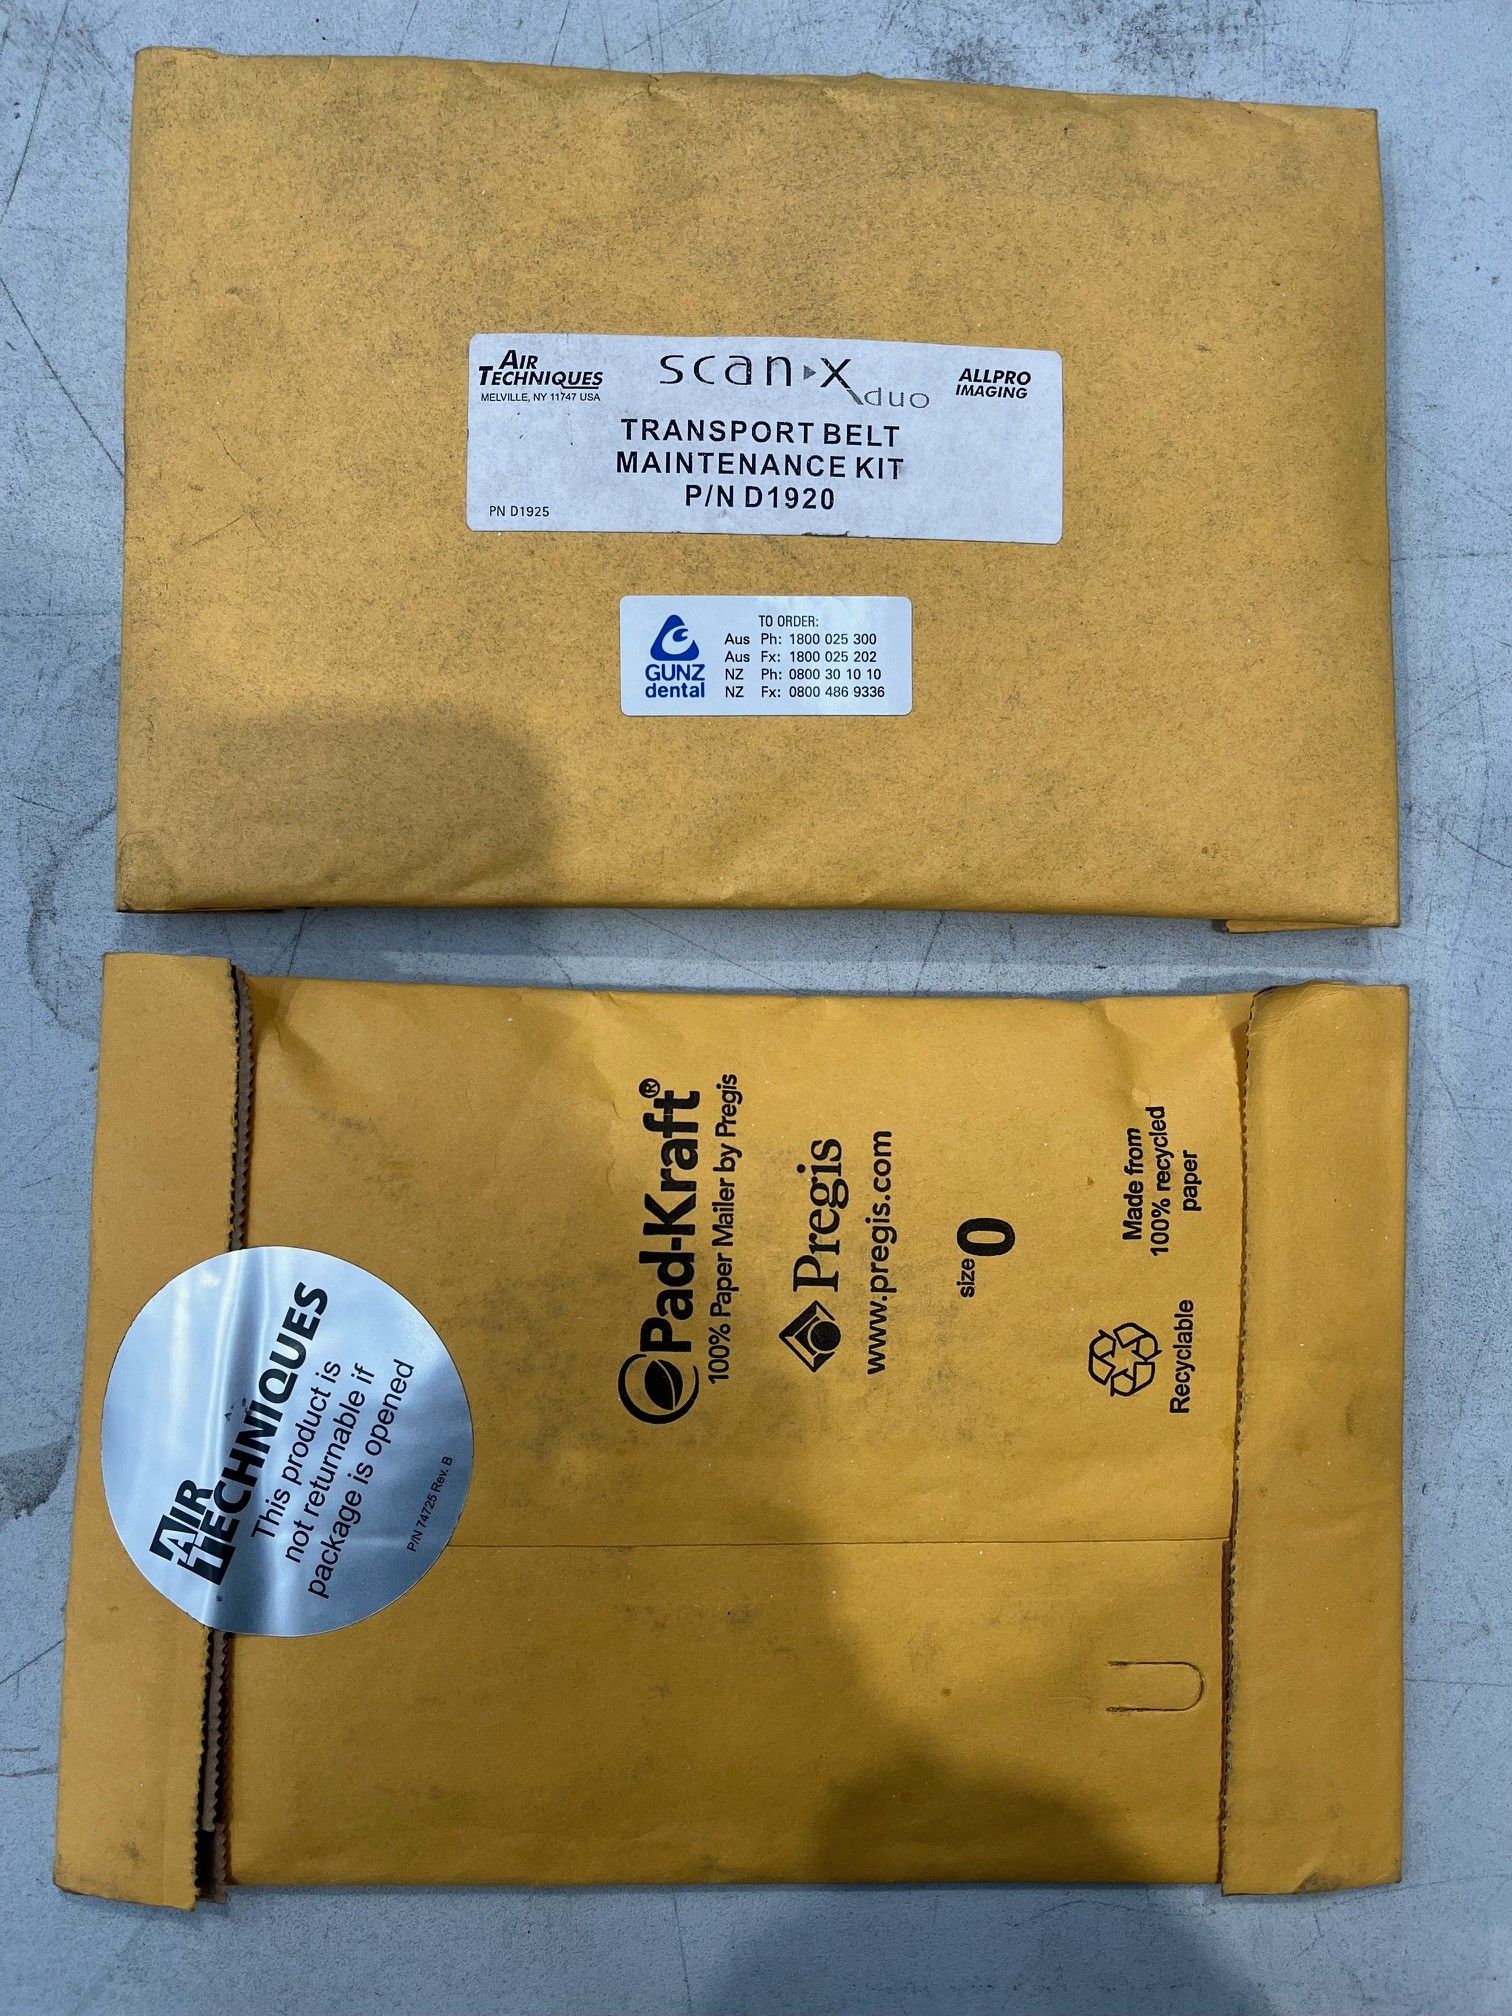 AIR
TECHNIQUES
MELVILLE, NY 11747 USA
scan x
duo
ALLPRO
IMAGING
TRANSPORT BELT
MAINTENANCE KIT
P/N D1920
PN D1925
GUNZ
dental
TO ORDER:
Aus Ph: 1800 025 300
Aus Fx: 1800 025 202
NZ Ph: 0800 30 10 10
NZ Fx: 0800 486 9336
AIR
TECHNIQUES
This product is
not returnable if
package is opened
P/N 74725 Rev. B
Pad-Kraft®
100% Paper Mailer by Pregis
Pregis
www.pregis.com
size 0
Recyclable
Made from
100% recycled
paper